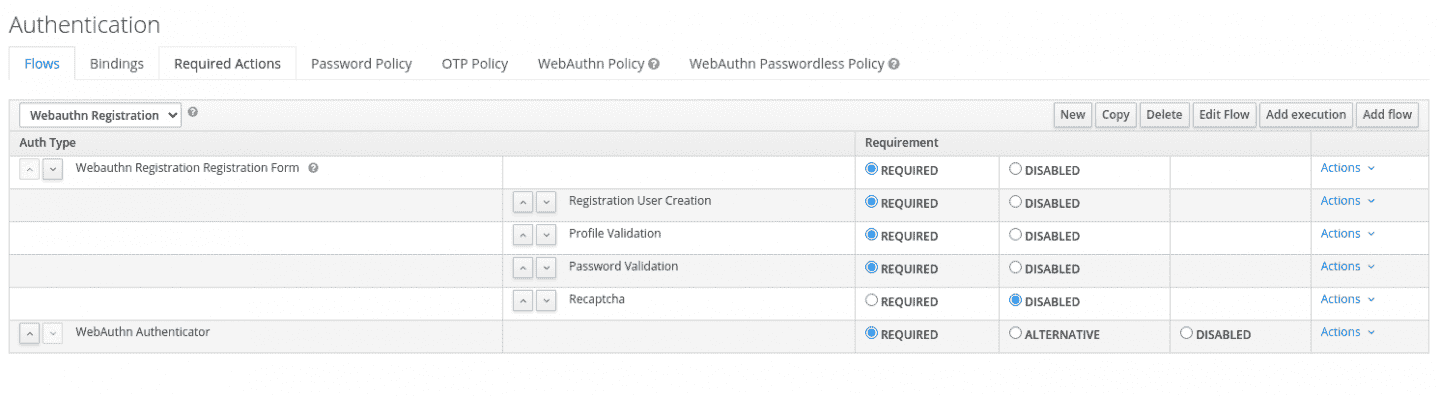 Authentication
Flows Bindings Required Actions Password Policy OTP Policy WebAuthn Policy ? WebAuthn Passwordless Policy ?
Webauthn Registration ? New Copy Delete Edit Flow Add execution Add flow
Auth Type Requirement
Webauthn Registration Registration Form ? REQUIRED DISABLED Actions
Registration User Creation REQUIRED DISABLED Actions
Profile Validation REQUIRED DISABLED Actions
Password Validation REQUIRED DISABLED Actions
Recaptcha REQUIRED DISABLED Actions
WebAuthn Authenticator REQUIRED ALTERNATIVE DISABLED Actions